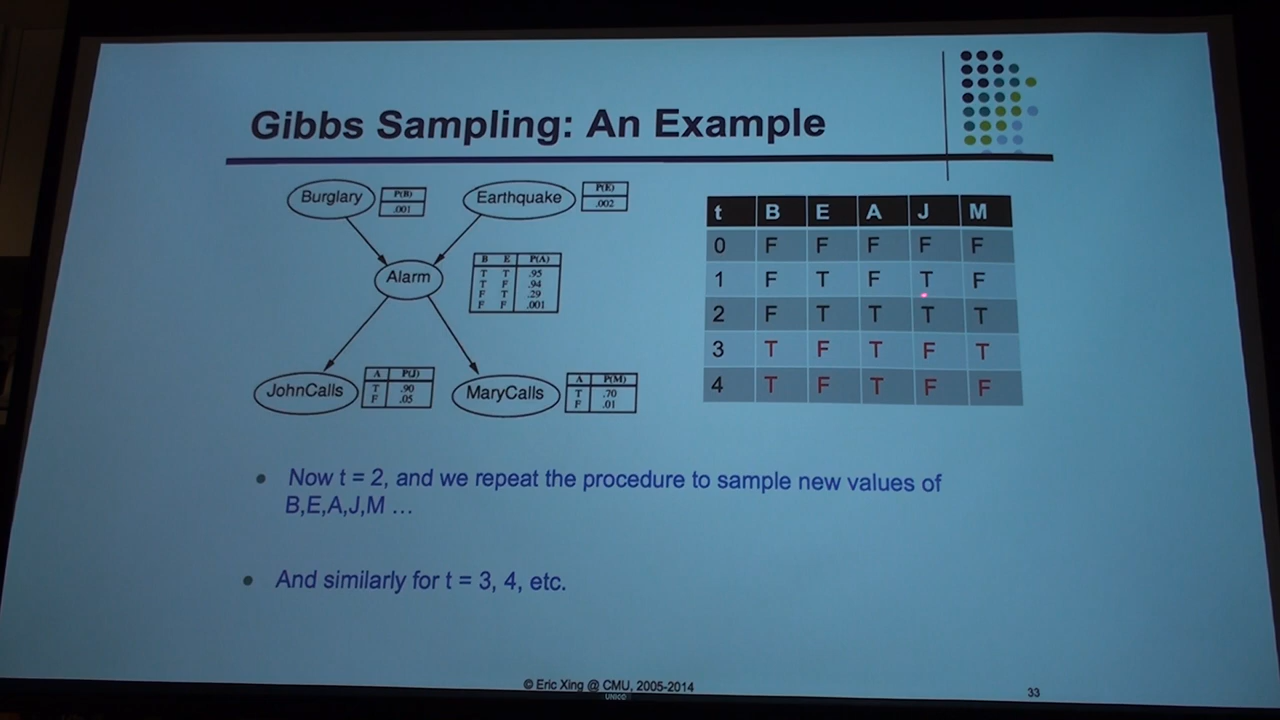 Gibbs Sampling: An Example
Burglary
P(B)
.001
Earthquake
P(E)
.002
Alarm
B E P(A)
T T .95
T F .94
F T .29
F F .001
JohnCalls
A P(J)
T .90
F .05
MaryCalls
A P(M)
T .70
F .01
t B E A J M
0 F F F F F
1 F T F T F
2 F T T T T
3 T F T F T
4 T F T F F
Now t = 2, and we repeat the procedure to sample new values of
B,E,A,J,M ...
And similarly for t = 3, 4, etc.
© Eric Xing @ CMU, 2005-2014
33